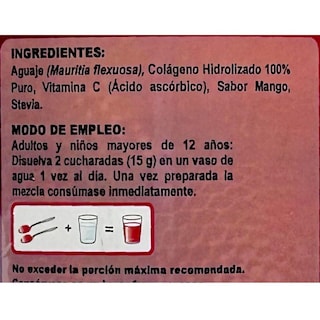 INGREDIENTES:
Aguaje (Mauritia flexuosa), Colágeno Hidrolizado 100%
Puro, Vitamina C (Ácido ascórbico), Sabor Mango,
Stevia.
MODO DE EMPLEO:
Adultos y niños mayores de 12 años:
Disuelva 2 cucharadas (15 g) en un vaso de
agua 1 vez al día. Una vez preparada la
mezcla consúmase inmediatamente.
+ =
No exceder la porción máxima recomendada.